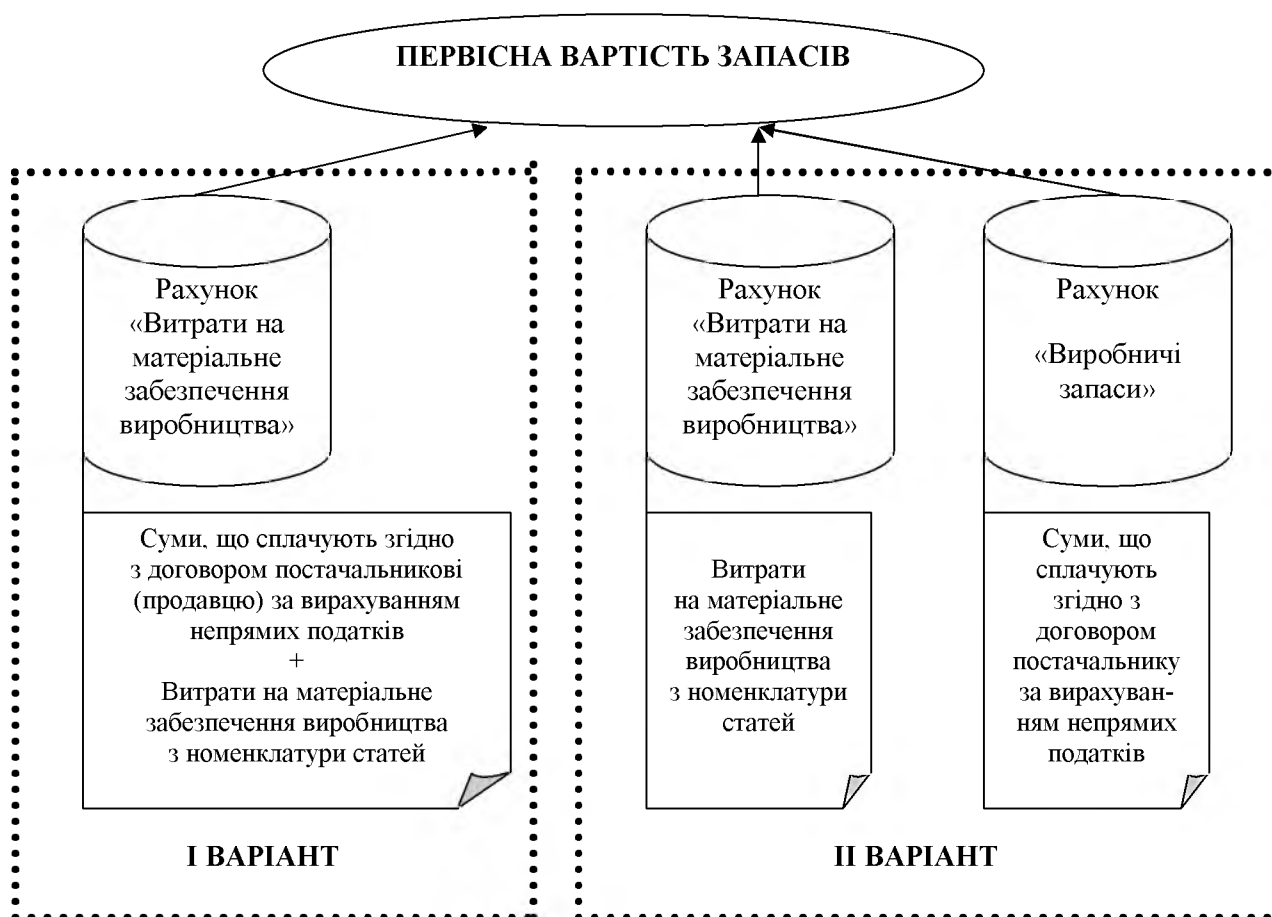 ПЕРВІСНА ВАРТІСТЬ ЗАПАСІВ
Рахунок
«Витрати на
матеріальне
забезпечення
виробництва»
Суми, що сплачують згідно
з договором постачальникові
(продавцю) за вирахуванням
непрямих податків
+
Витрати на матеріальне
забезпечення виробництва
з номенклатури статей
І ВАРІАНТ
Рахунок
«Витрати на
матеріальне
забезпечення
виробництва»
Витрати
на матеріальне
забезпечення
виробництва
з номенклатури
статей
Рахунок
«Виробничі
запаси»
Суми, що
сплачують
згідно з
договором
постачальнику
за вирахуван-
ням непрямих
податків
ІІ ВАРІАНТ